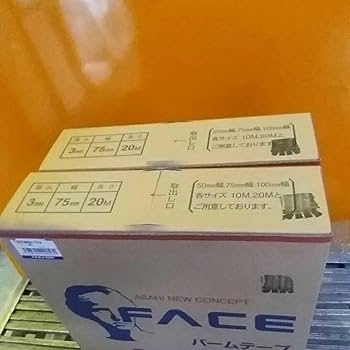 厚み 幅 長さ
3mm 75mm 20M
取出し口
50mm幅、75mm幅、100mm幅
各サイズ 10M、20Mと
ご用意しております。
黒
厚み 幅 長さ
3mm 75mm 20M
取出し口
50mm幅、75mm幅、100mm幅
各サイズ 10M、20Mと
ご用意しております。
ASAHI NEW CONCEPT
FACE
バームテープ